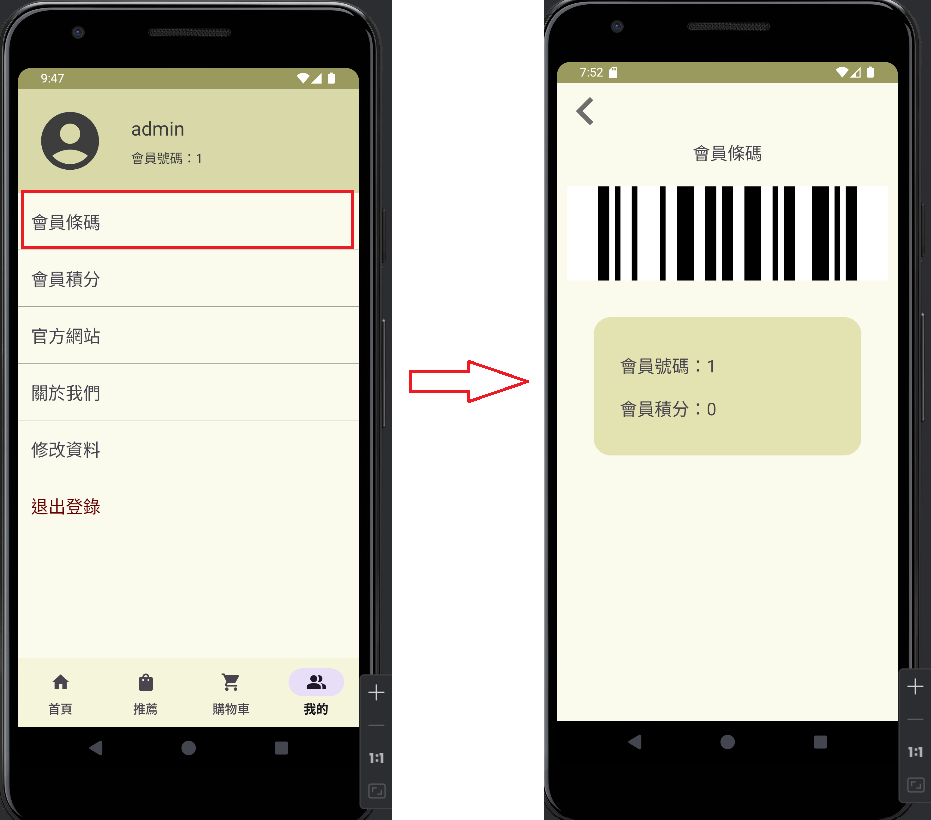 9:47
admin
會員號碼：1
會員條碼
會員積分
官方網站
關於我們
修改資料
退出登錄
首頁
推薦
購物車
我的
1:1
7:52
會員條碼
會員號碼：1
會員積分：0
1:1